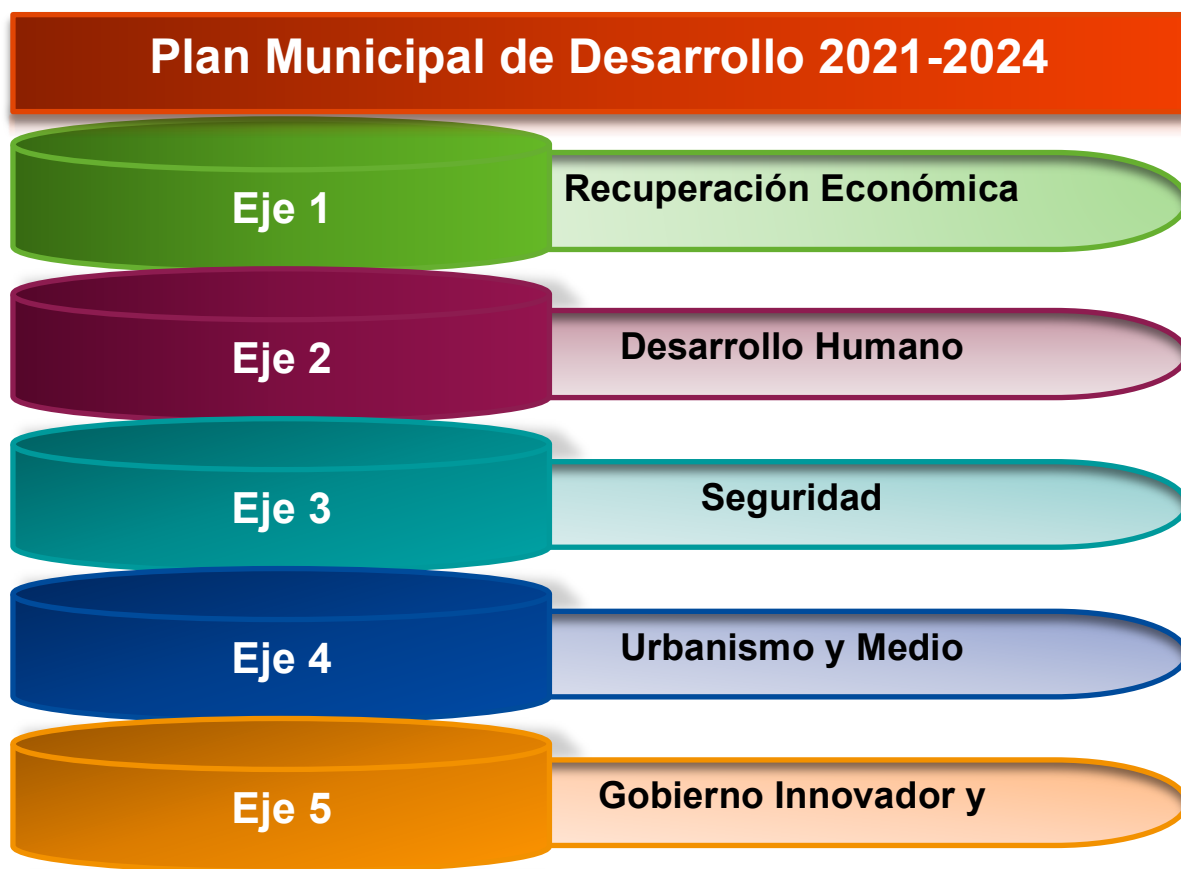 Plan Municipal de Desarrollo 2021-2024
Eje 1
Recuperación Económica
Eje 2
Desarrollo Humano
Eje 3
Seguridad
Eje 4
Urbanismo y Medio
Eje 5
Gobierno Innovador y